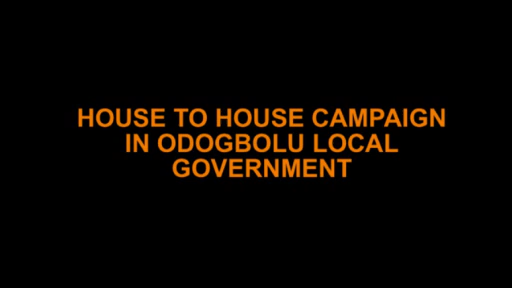 HOUSE TO HOUSE CAMPAIGN
IN ODOGBOLU LOCAL
GOVERNMENT